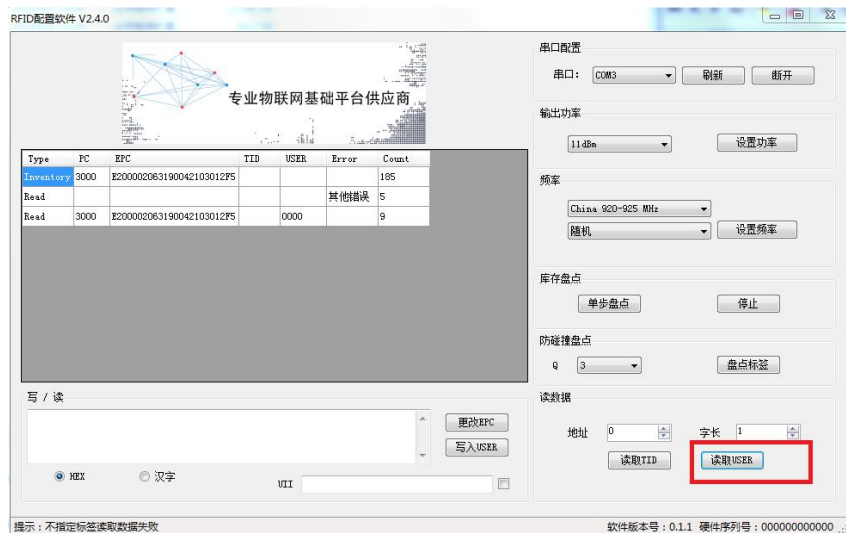 RFID配置软件 V2.4.0
专业物联网基础平台供应商
Type PC EPC TID USER Error Count
Inventory 3000 E2000020631900421030​12F5 185
Read 其他错误 5
Read 3000 E200002063190042103012F5 0000 9
写 / 读
更改EPC
写入USER
HEX 汉字 UII
串口配置
串口： COM3 刷新 断开
输出功率
11dBm 设置功率
频率
China 920-925 MHz
随机 设置频率
库存盘点
单步盘点 停止
防碰撞盘点
Q 3 盘点标签
读数据
地址 0 字长 1
读取TID 读取USER
提示：不指定标签读取数据失败 软件版本号：0.1.1 硬件序列号：000000000000